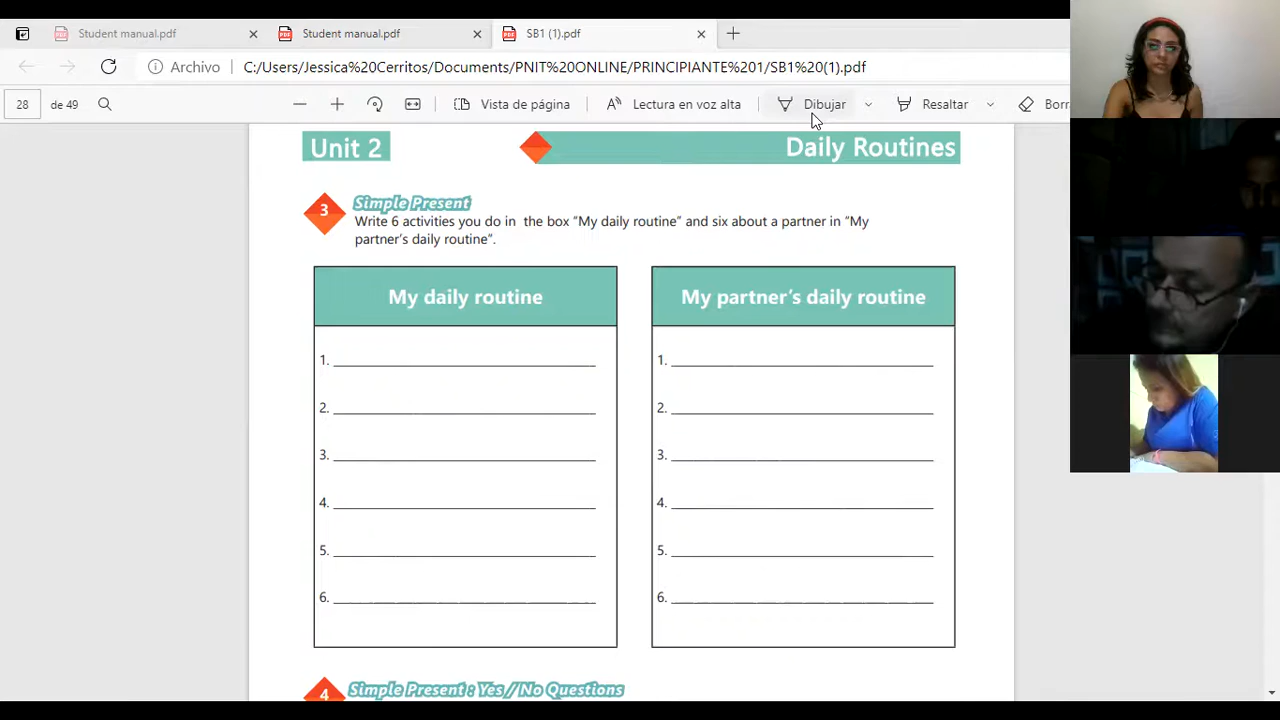 Student manual.pdf
Student manual.pdf
SB1 (1).pdf
Archivo
C:/Users/Jessica%20Cerritos/Documents/PNIT%20ONLINE/PRINCIPIANTE%201/SB1%20(1).pdf
28
de 49
Vista de página
Lectura en voz alta
Dibujar
Resaltar
Borr
Unit 2
Daily Routines
3
Simple Present
Write 6 activities you do in the box "My daily routine" and six about a partner in "My
partner's daily routine".
My daily routine
1.
2.
3.
4.
5.
6.
My partner's daily routine
1.
2.
3.
4.
5.
6.
4
Simple Present : Yes / No Questions